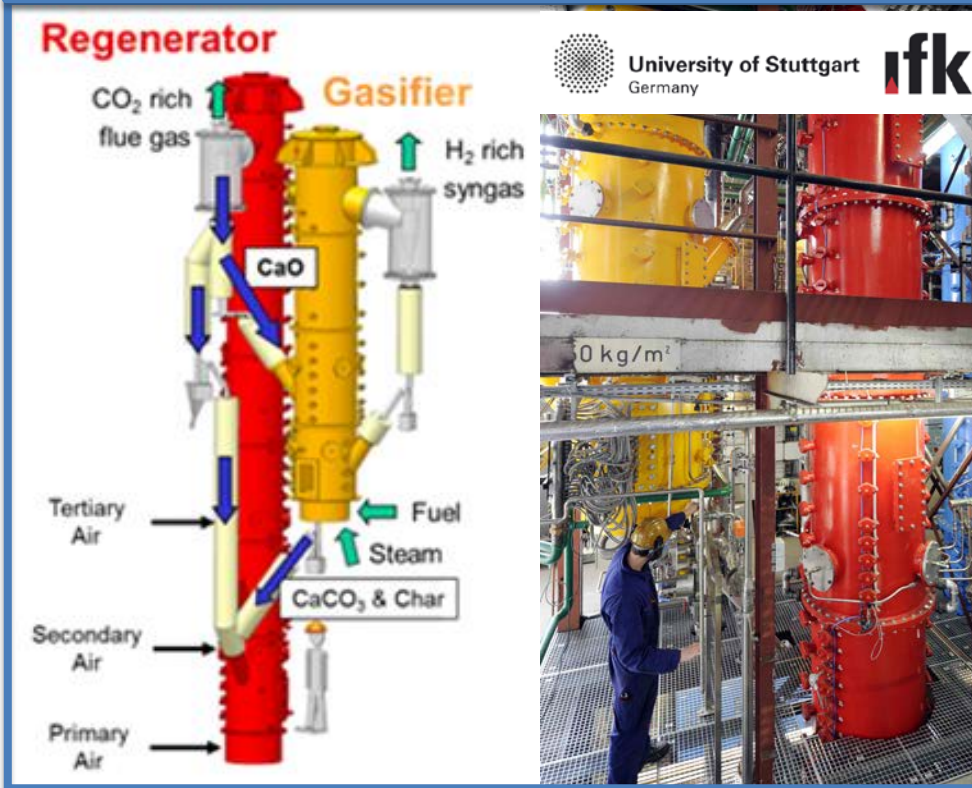 Regenerator
CO₂ rich
flue gas
Gasifier
H₂ rich
syngas
CaO
Tertiary
Air
Fuel
Steam
CaCO₃ & Char
Secondary
Air
Primary
Air
University of Stuttgart
Germany
ifk
0 kg/m²